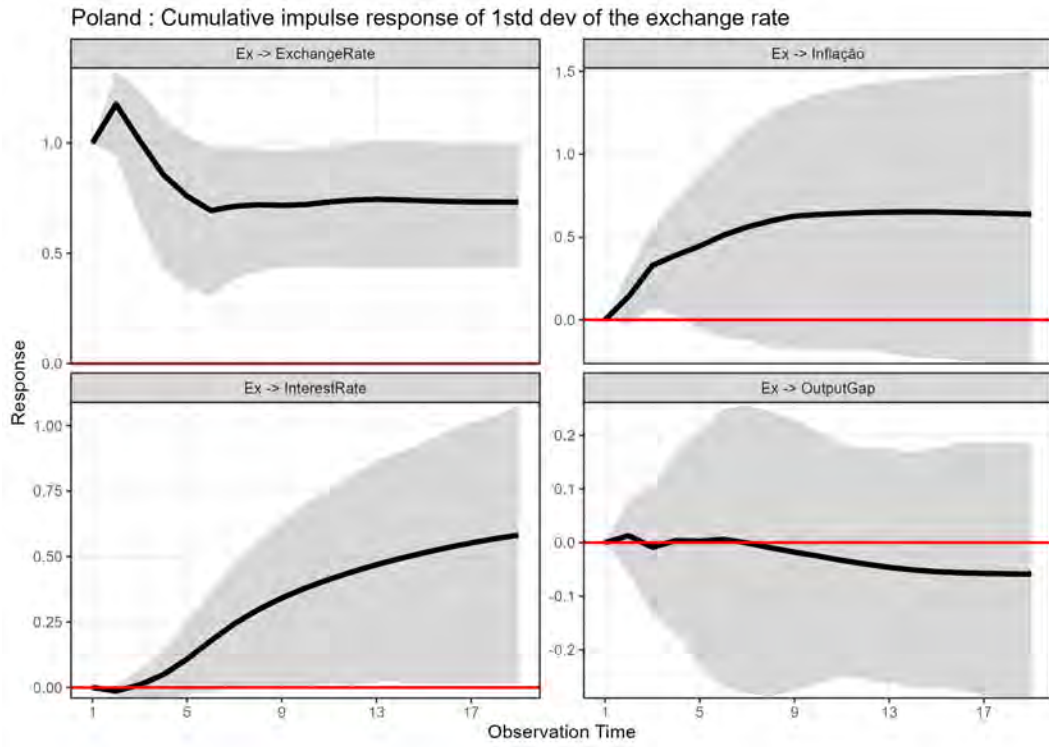 Poland : Cumulative impulse response of 1std dev of the exchange rate
Ex -> ExchangeRate
Ex -> Inflação
1.0
0.5
0.0
1.5
1.0
0.5
0.0
Response
Ex -> InterestRate
Ex -> OutputGap
1.00
0.75
0.50
0.25
0.00
0.2
0.1
0.0
-0.1
-0.2
1 5 9 13 17
1 5 9 13 17
Observation Time